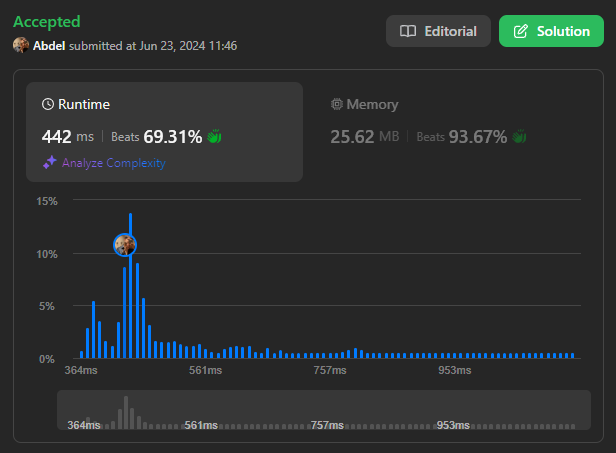 Accepted
Editorial
Solution
Abdel submitted at Jun 23, 2024 11:46
Runtime
Memory
442 ms | Beats 69.31%
25.62 MB | Beats 93.67%
Analyze Complexity
15%
10%
5%
0%
364ms 561ms 757ms 953ms
364ms 561ms 757ms 953ms